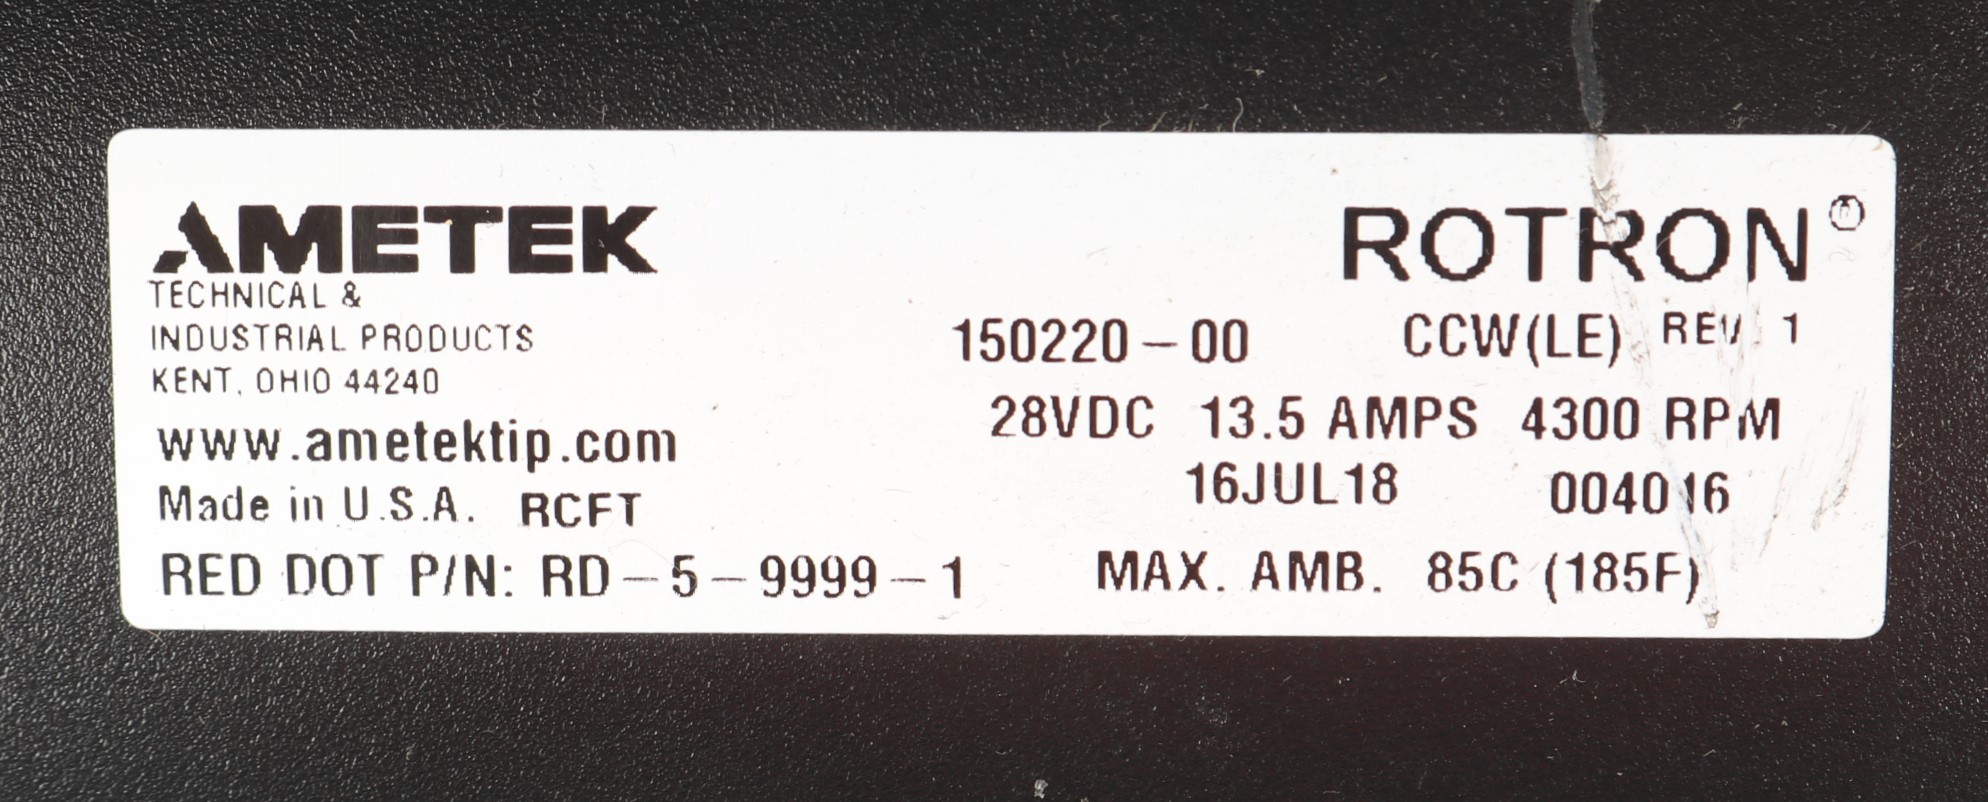 AMETEK
TECHNICAL &
INDUSTRIAL PRODUCTS
KENT, OHIO 44240
www.ametektip.com
Made in U.S.A. RCFT
RED DOT P/N: RD-5-9999-1
ROTRON®
150220-00 CCW(LE) REV 1
28VDC 13.5 AMPS 4300 RPM
16JUL18 004016
MAX. AMB. 85C (185F)